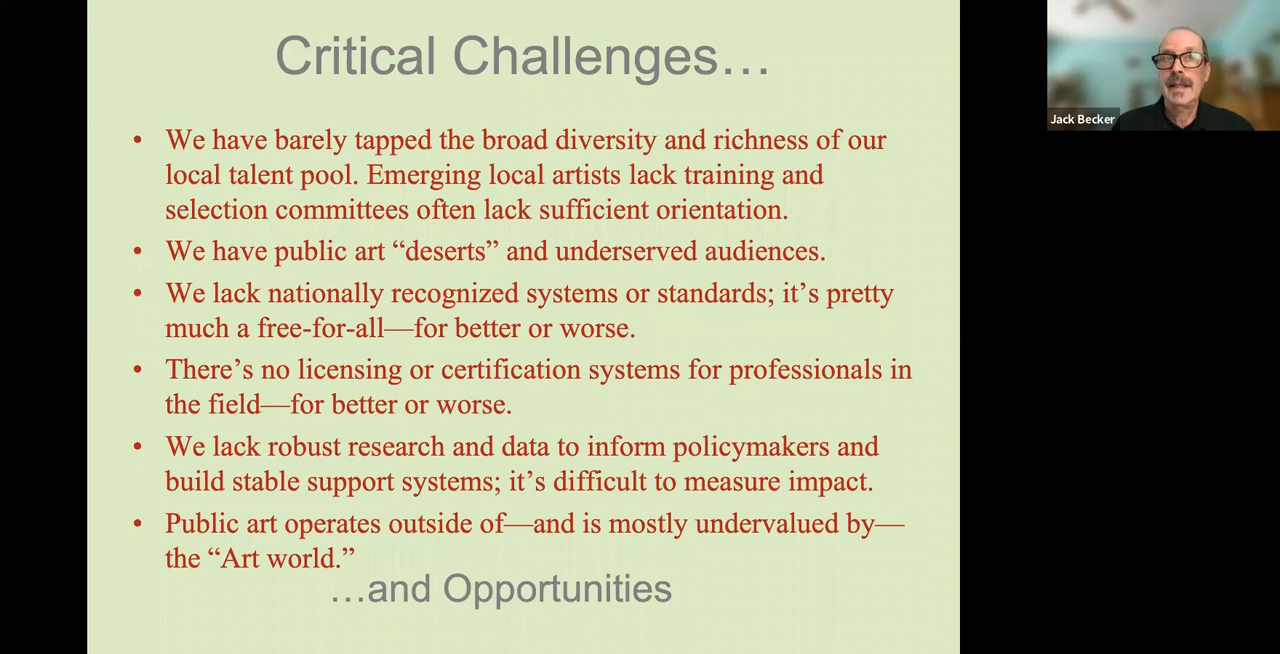 Critical Challenges…
• We have barely tapped the broad diversity and richness of our
local talent pool. Emerging local artists lack training and
selection committees often lack sufficient orientation.
• We have public art “deserts” and underserved audiences.
• We lack nationally recognized systems or standards; it’s pretty
much a free-for-all—for better or worse.
• There’s no licensing or certification systems for professionals in
the field—for better or worse.
• We lack robust research and data to inform policymakers and
build stable support systems; it’s difficult to measure impact.
• Public art operates outside of—and is mostly undervalued by—
the “Art world.”
…and Opportunities
Jack Becker